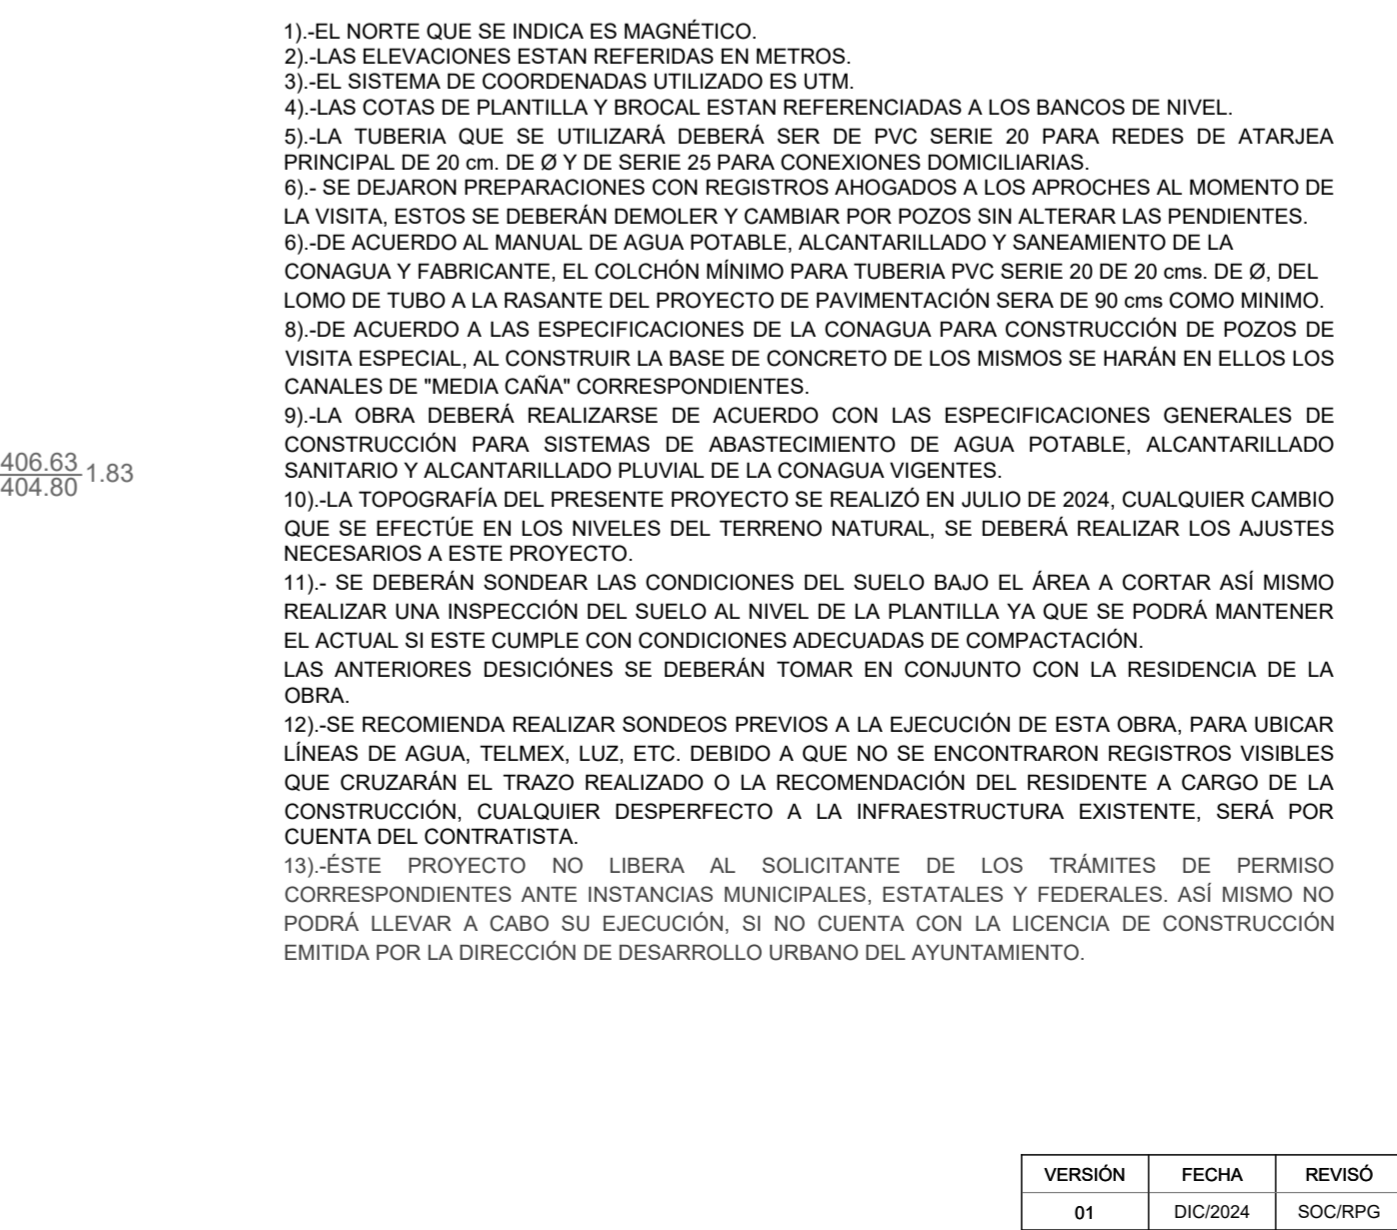 1).-EL NORTE QUE SE INDICA ES MAGNÉTICO.
2).-LAS ELEVACIONES ESTAN REFERIDAS EN METROS.
3).-EL SISTEMA DE COORDENADAS UTILIZADO ES UTM.
4).-LAS COTAS DE PLANTILLA Y BROCAL ESTAN REFERENCIADAS A LOS BANCOS DE NIVEL.
5).-LA TUBERIA QUE SE UTILIZARÁ DEBERÁ SER DE PVC SERIE 20 PARA REDES DE ATARJEA
PRINCIPAL DE 20 cm. DE Ø Y DE SERIE 25 PARA CONEXIONES DOMICILIARIAS.
6).- SE DEJARON PREPARACIONES CON REGISTROS AHOGADOS A LOS APROCHES AL MOMENTO DE
LA VISITA, ESTOS SE DEBERÁN DEMOLER Y CAMBIAR POR POZOS SIN ALTERAR LAS PENDIENTES.
6).-DE ACUERDO AL MANUAL DE AGUA POTABLE, ALCANTARILLADO Y SANEAMIENTO DE LA
CONAGUA Y FABRICANTE, EL COLCHÓN MÍNIMO PARA TUBERIA PVC SERIE 20 DE 20 cms. DE Ø, DEL
LOMO DE TUBO A LA RASANTE DEL PROYECTO DE PAVIMENTACIÓN SERA DE 90 cms COMO MINIMO.
8).-DE ACUERDO A LAS ESPECIFICACIONES DE LA CONAGUA PARA CONSTRUCCIÓN DE POZOS DE
VISITA ESPECIAL, AL CONSTRUIR LA BASE DE CONCRETO DE LOS MISMOS SE HARÁN EN ELLOS LOS
CANALES DE "MEDIA CAÑA" CORRESPONDIENTES.
9).-LA OBRA DEBERÁ REALIZARSE DE ACUERDO CON LAS ESPECIFICACIONES GENERALES DE
CONSTRUCCIÓN PARA SISTEMAS DE ABASTECIMIENTO DE AGUA POTABLE, ALCANTARILLADO
SANITARIO Y ALCANTARILLADO PLUVIAL DE LA CONAGUA VIGENTES.
406.63
404.80 1.83
10).-LA TOPOGRAFÍA DEL PRESENTE PROYECTO SE REALIZÓ EN JULIO DE 2024, CUALQUIER CAMBIO
QUE SE EFECTÚE EN LOS NIVELES DEL TERRENO NATURAL, SE DEBERÁ REALIZAR LOS AJUSTES
NECESARIOS A ESTE PROYECTO.
11).- SE DEBERÁN SONDEAR LAS CONDICIONES DEL SUELO BAJO EL ÁREA A CORTAR ASÍ MISMO
REALIZAR UNA INSPECCIÓN DEL SUELO AL NIVEL DE LA PLANTILLA YA QUE SE PODRÁ MANTENER
EL ACTUAL SI ESTE CUMPLE CON CONDICIONES ADECUADAS DE COMPACTACIÓN.
LAS ANTERIORES DESICIÓNES SE DEBERÁN TOMAR EN CONJUNTO CON LA RESIDENCIA DE LA
OBRA.
12).-SE RECOMIENDA REALIZAR SONDEOS PREVIOS A LA EJECUCIÓN DE ESTA OBRA, PARA UBICAR
LÍNEAS DE AGUA, TELMEX, LUZ, ETC. DEBIDO A QUE NO SE ENCONTRARON REGISTROS VISIBLES
QUE CRUZARÁN EL TRAZO REALIZADO O LA RECOMENDACIÓN DEL RESIDENTE A CARGO DE LA
CONSTRUCCIÓN, CUALQUIER DESPERFECTO A LA INFRAESTRUCTURA EXISTENTE, SERÁ POR
CUENTA DEL CONTRATISTA.
13).-ÉSTE PROYECTO NO LIBERA AL SOLICITANTE DE LOS TRÁMITES DE PERMISO
CORRESPONDIENTES ANTE INSTANCIAS MUNICIPALES, ESTATALES Y FEDERALES. ASÍ MISMO NO
PODRÁ LLEVAR A CABO SU EJECUCIÓN, SI NO CUENTA CON LA LICENCIA DE CONSTRUCCIÓN
EMITIDA POR LA DIRECCIÓN DE DESARROLLO URBANO DEL AYUNTAMIENTO.
VERSIÓN FECHA REVISÓ
01 DIC/2024 SOC/RPG